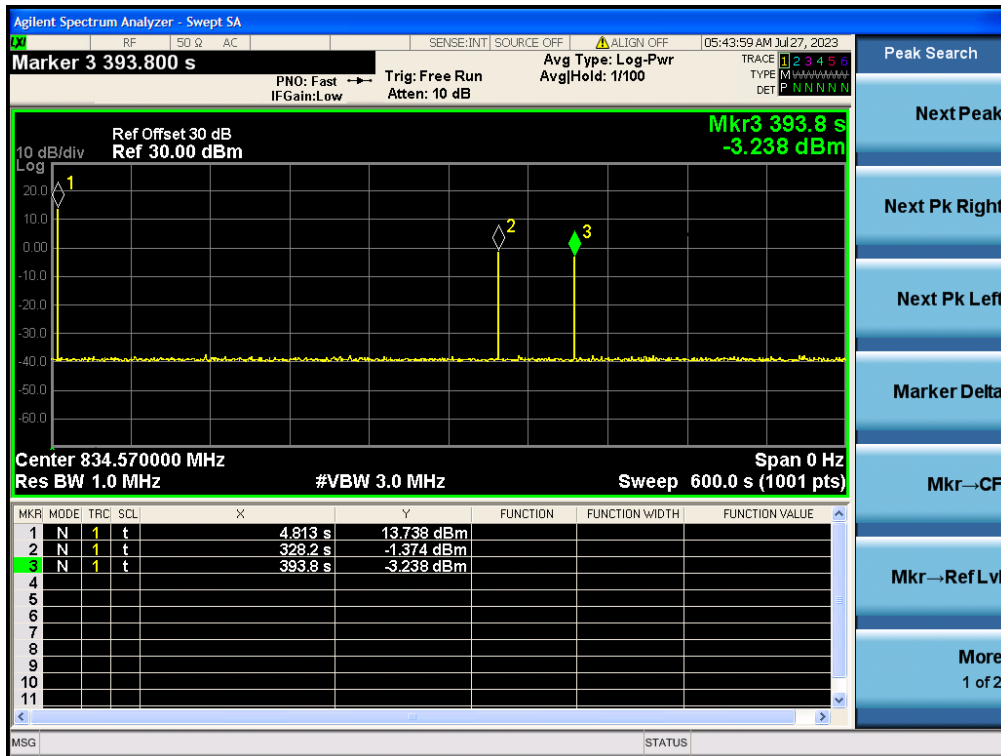 Agilent Spectrum Analyzer - Swept SA
LXI RF 50 Ω AC SENSE:INT SOURCE OFF ALIGN OFF 05:43:59 AM Jul 27, 2023
Marker 3 393.800 s
PNO: Fast
IFGain:Low
Trig: Free Run
Atten: 10 dB
Avg Type: Log-Pwr
Avg|Hold: 1/100
TRACE 1 2 3 4 5 6
TYPE M
DET P N N N N N
Peak Search
Next Peak
Next Pk Right
Next Pk Left
Marker Delta
Mkr→CF
Mkr→Ref Lvl
More
1 of 2
Mkr3 393.8 s
-3.238 dBm
Ref Offset 30 dB
10 dB/div Ref 30.00 dBm
Log
20.0
10.0
0.00
-10.0
-20.0
-30.0
-40.0
-50.0
-60.0
1
2
3
Center 834.570000 MHz Span 0 Hz
Res BW 1.0 MHz #VBW 3.0 MHz Sweep 600.0 s (1001 pts)
MKR MODE TRC SCL X Y FUNCTION FUNCTION WIDTH FUNCTION VALUE
1 N 1 t 4.813 s 13.738 dBm
2 N 1 t 328.2 s -1.374 dBm
3 N 1 t 393.8 s -3.238 dBm
4
5
6
7
8
9
10
11
MSG STATUS